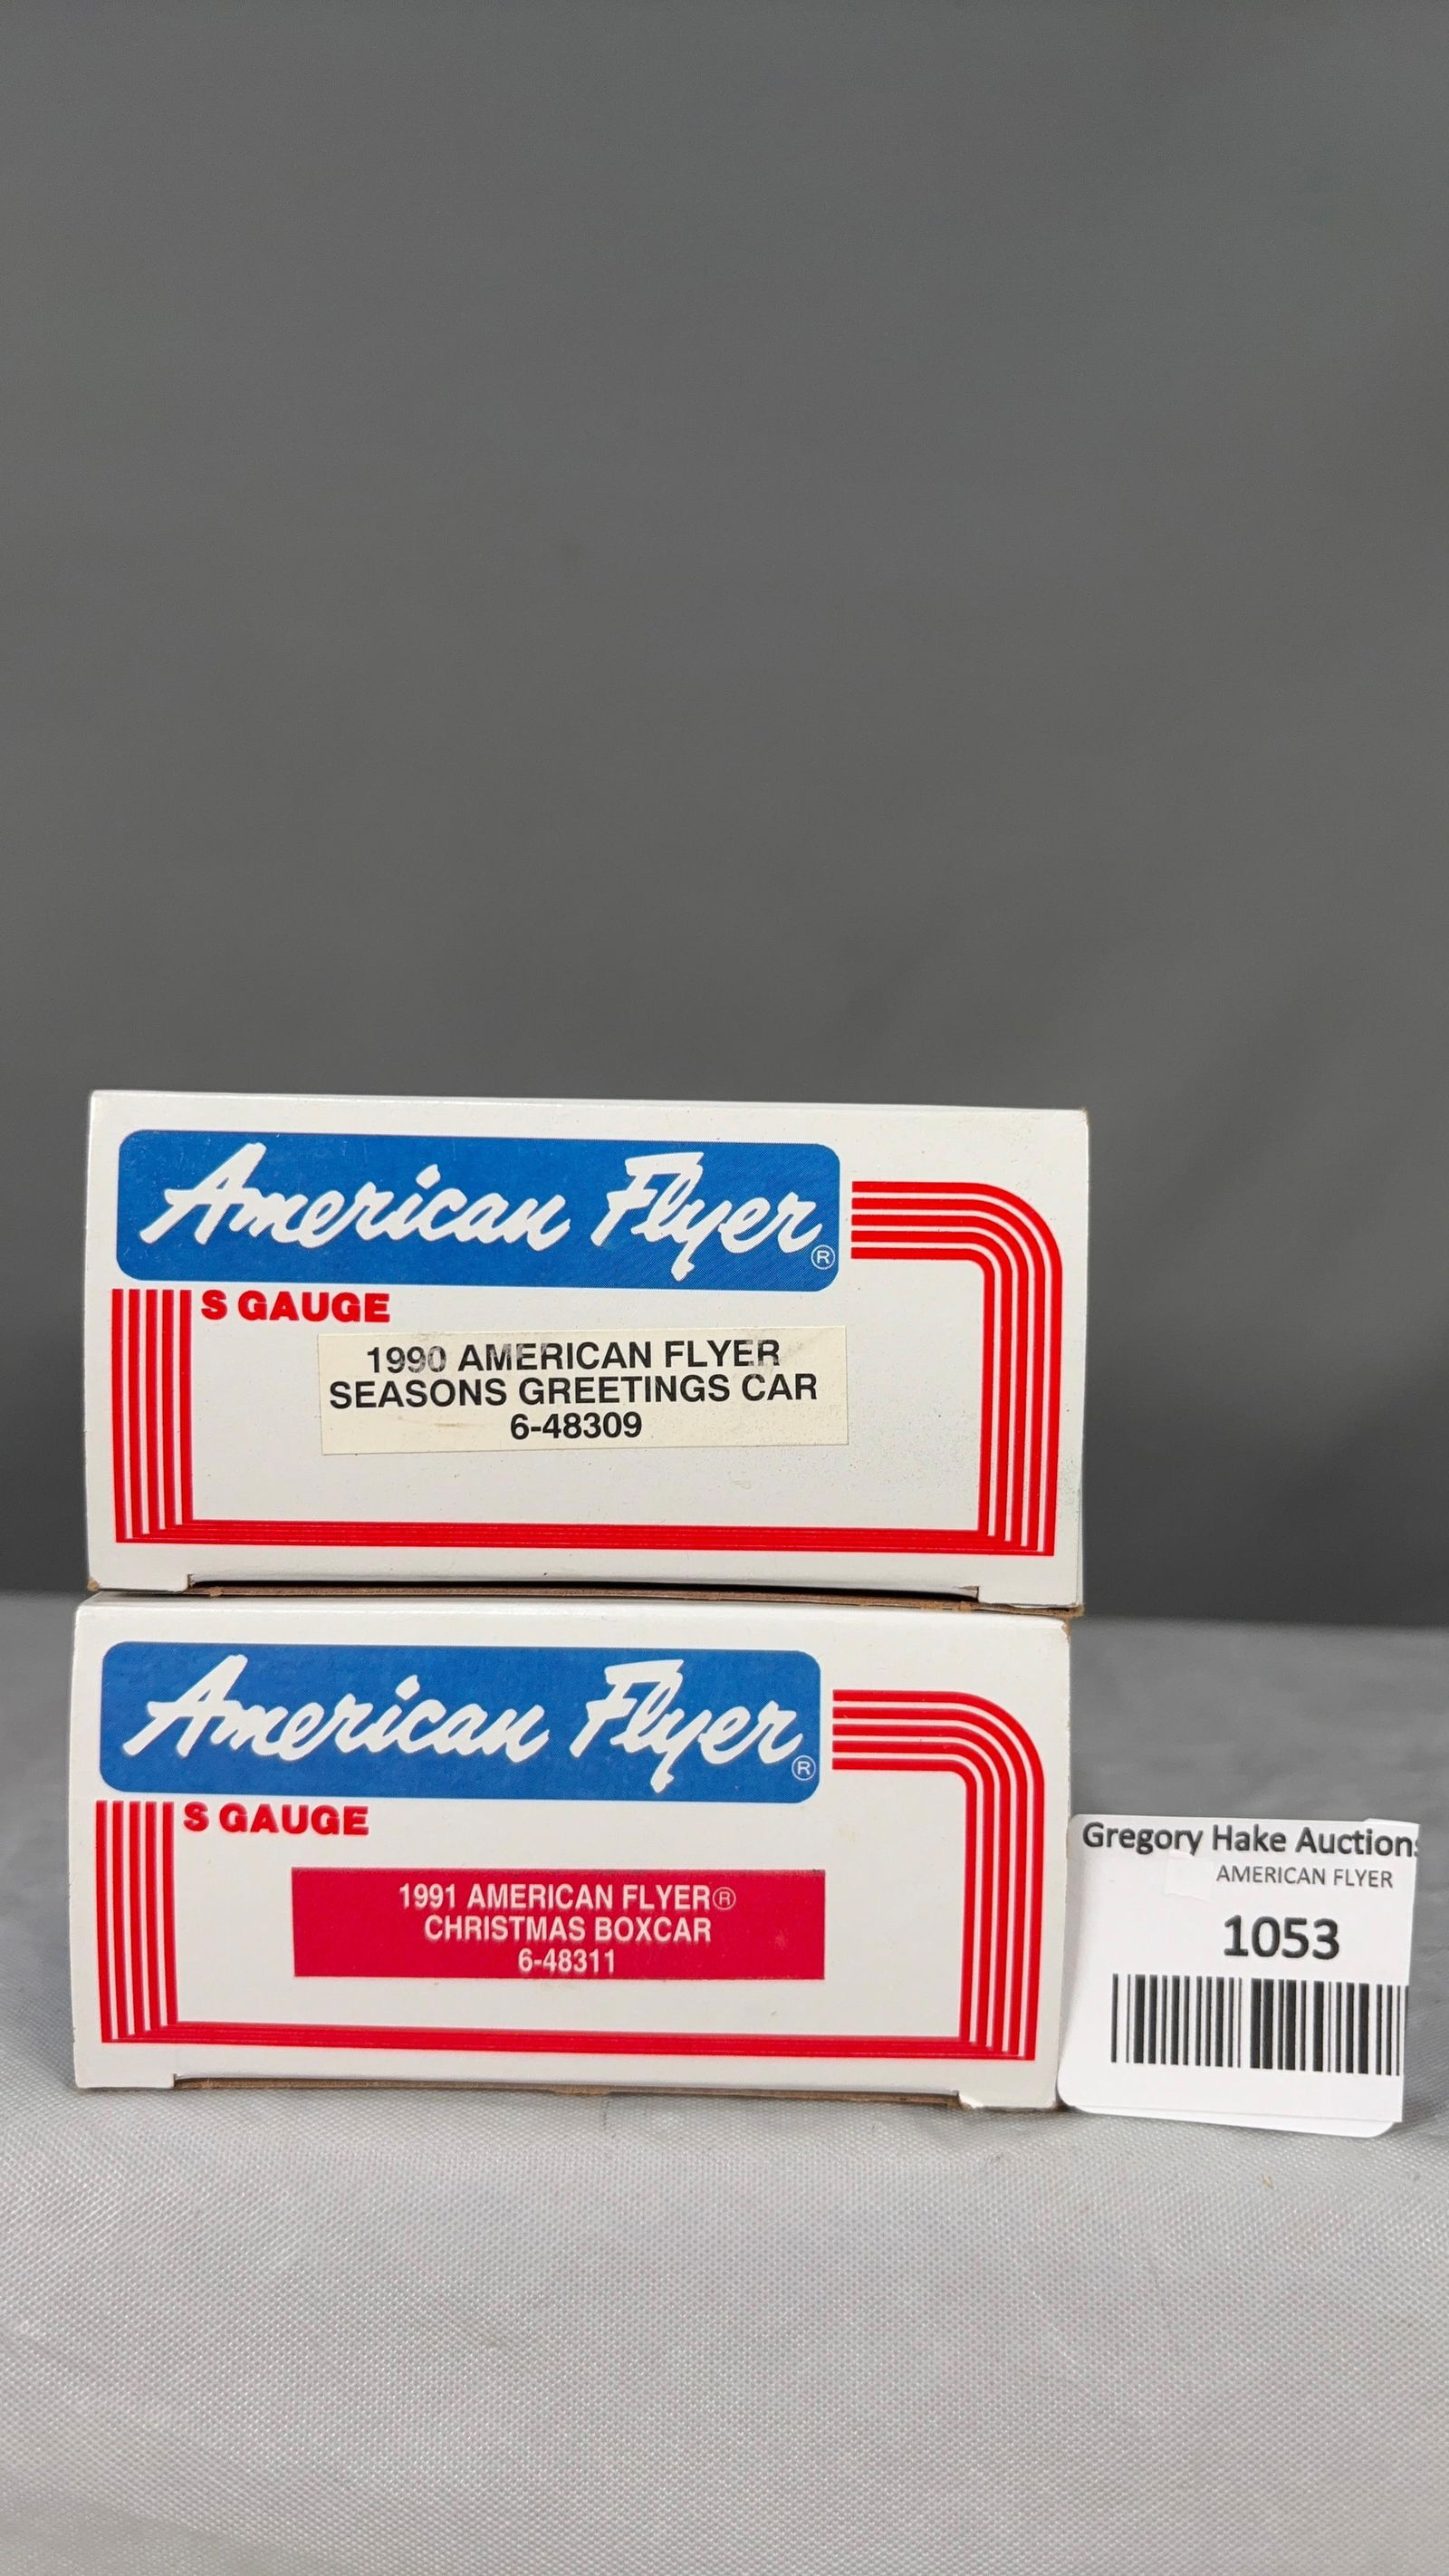 American Flyer®
S GAUGE
1990 AMERICAN FLYER
SEASONS GREETINGS CAR
6-48309
American Flyer®
S GAUGE
1991 AMERICAN FLYER®
CHRISTMAS BOXCAR
6-48311
Gregory Hake Auctions
AMERICAN FLYER
1053